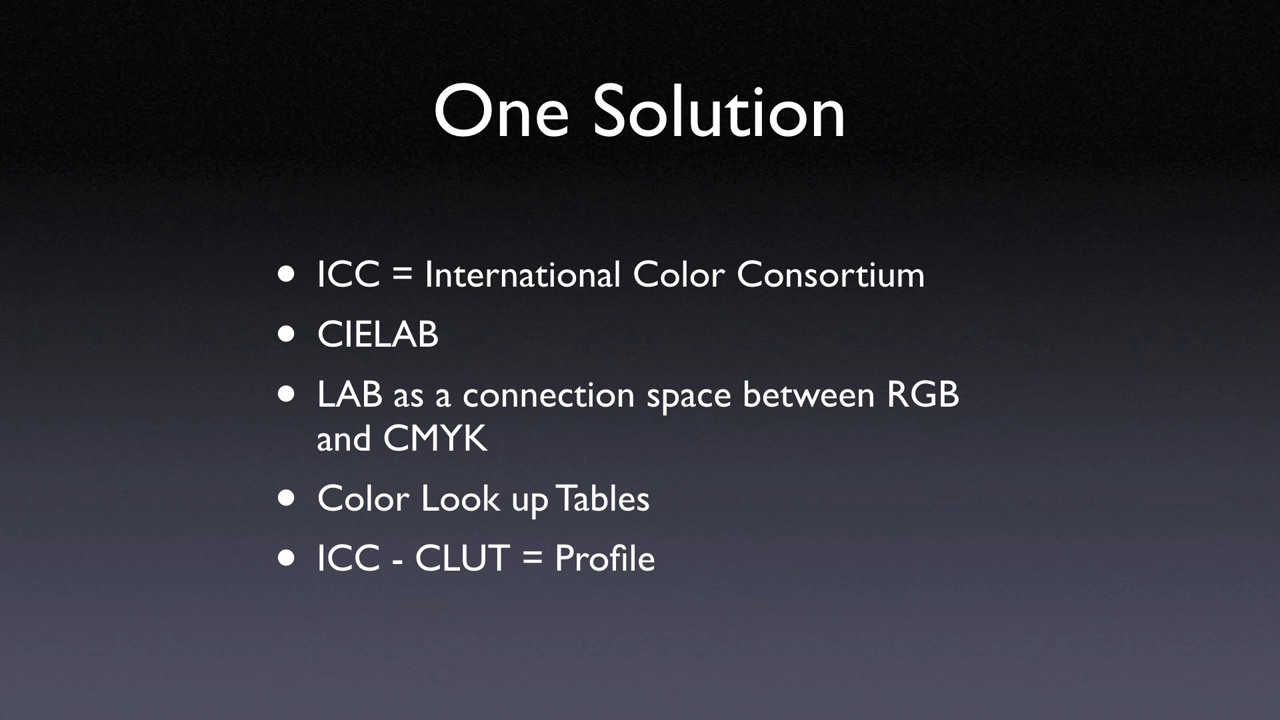 One Solution
• ICC = International Color Consortium
• CIELAB
• LAB as a connection space between RGB
and CMYK
• Color Look up Tables
• ICC - CLUT = Profile